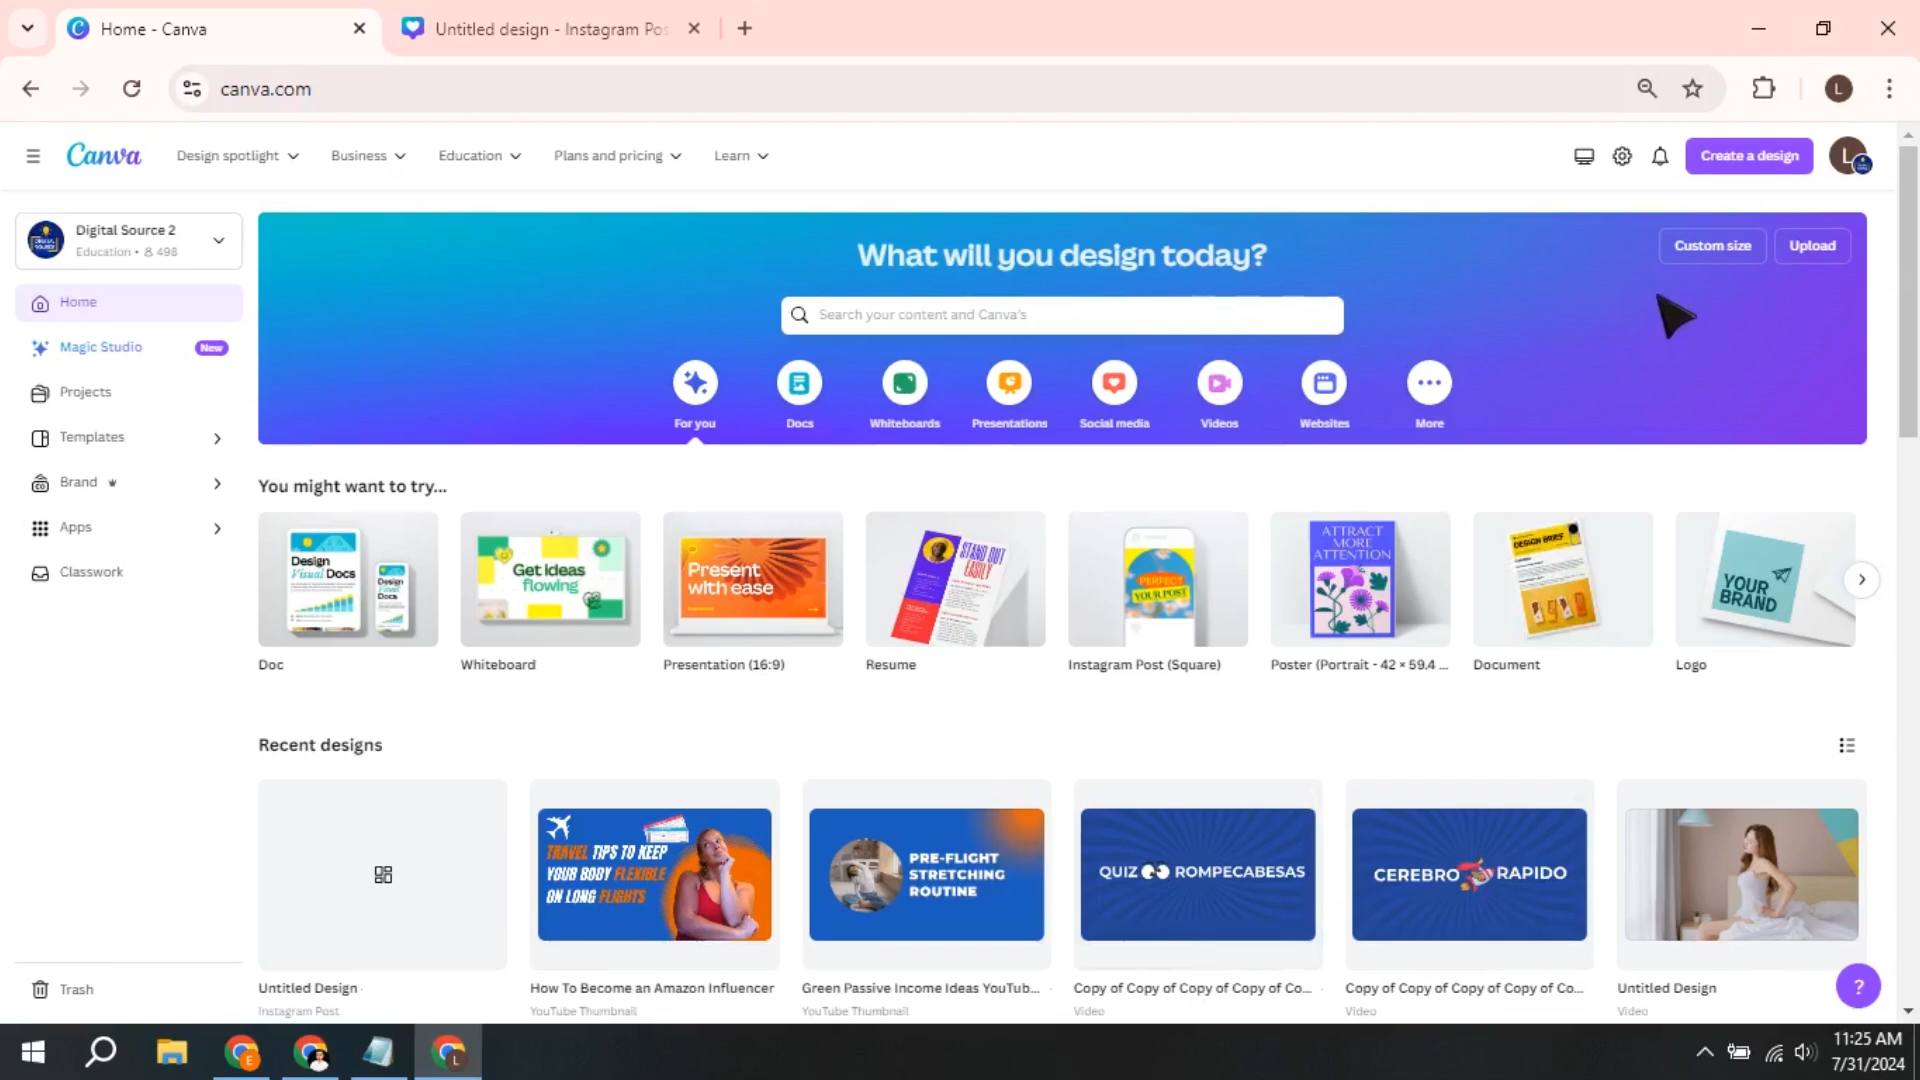 Home - Canva
Untitled design - Instagram Pos
canva.com
L
Canva
Design spotlight
Business
Education
Plans and pricing
Learn
Create a design
L
Digital Source 2
Education • 498
Home
Magic Studio
New
Projects
Templates
Brand
Apps
Classwork
Trash
What will you design today?
Custom size
Upload
Search your content and Canva's
For you
Docs
Whiteboards
Presentations
Social media
Videos
Websites
More
You might want to try...
Design
Visual Docs
Design
Visual
Docs
Get ideas
flowing
Present
with ease
STAND OUT
EASILY
PERFECT
YOUR POST
ATTRACT
MORE
ATTENTION
DESIGN BRIEF
YOUR
BRAND
Doc
Whiteboard
Presentation (16:9)
Resume
Instagram Post (Square)
Poster (Portrait - 42 × 59.4 ...
Document
Logo
Recent designs
TRAVEL TIPS TO KEEP
YOUR BODY FLEXIBLE
ON LONG FLIGHTS
PRE-FLIGHT
STRETCHING
ROUTINE
QUIZ ROMPECABESAS
CEREBRO RAPIDO
Untitled Design
Instagram Post
How To Become an Amazon Influencer
YouTube Thumbnail
Green Passive Income Ideas YouTub...
YouTube Thumbnail
Copy of Copy of Copy of Copy of Co...
Video
Copy of Copy of Copy of Copy of Co...
Video
Untitled Design
Video
?
E
L
11:25 AM
7/31/2024